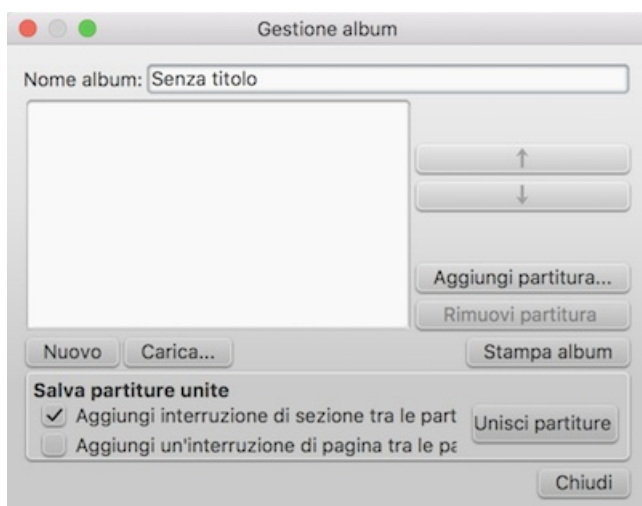 Gestione album
Nome album: Senza titolo
↑
↓
Aggiungi partitura...
Rimuovi partitura
Nuovo Carica... Stampa album
Salva partiture unite
Aggiungi interruzione di sezione tra le part
Unisci partiture
Aggiungi un'interruzione di pagina tra le pa
Chiudi